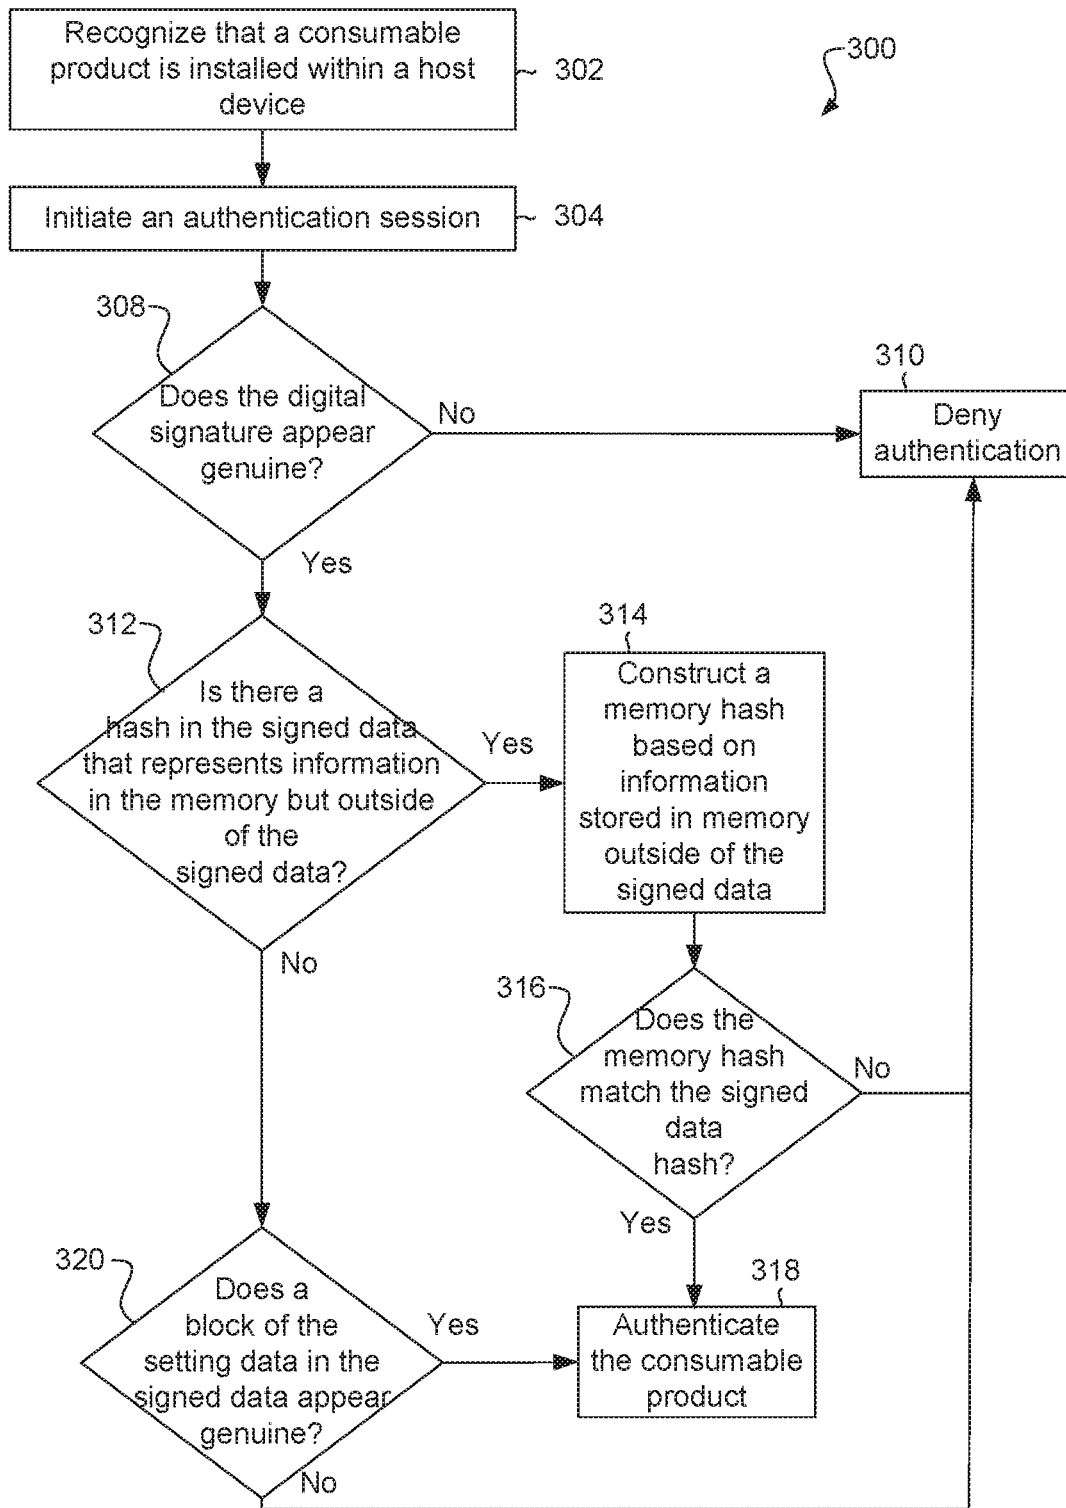 Recognize that a consumable
product is installed within a host
device
302
300
Initiate an authentication session
304
308
Does the digital
signature appear
genuine?
No
310
Deny
authentication
Yes
312
Is there a
hash in the signed data
that represents information
in the memory but outside
of the
signed data?
Yes
314
Construct a
memory hash
based on
information
stored in memory
outside of the
signed data
No
316
Does the
memory hash
match the signed
data
hash?
No
Yes
320
Does a
block of the
setting data in the
signed data appear
genuine?
Yes
318
Authenticate
the consumable
product
No